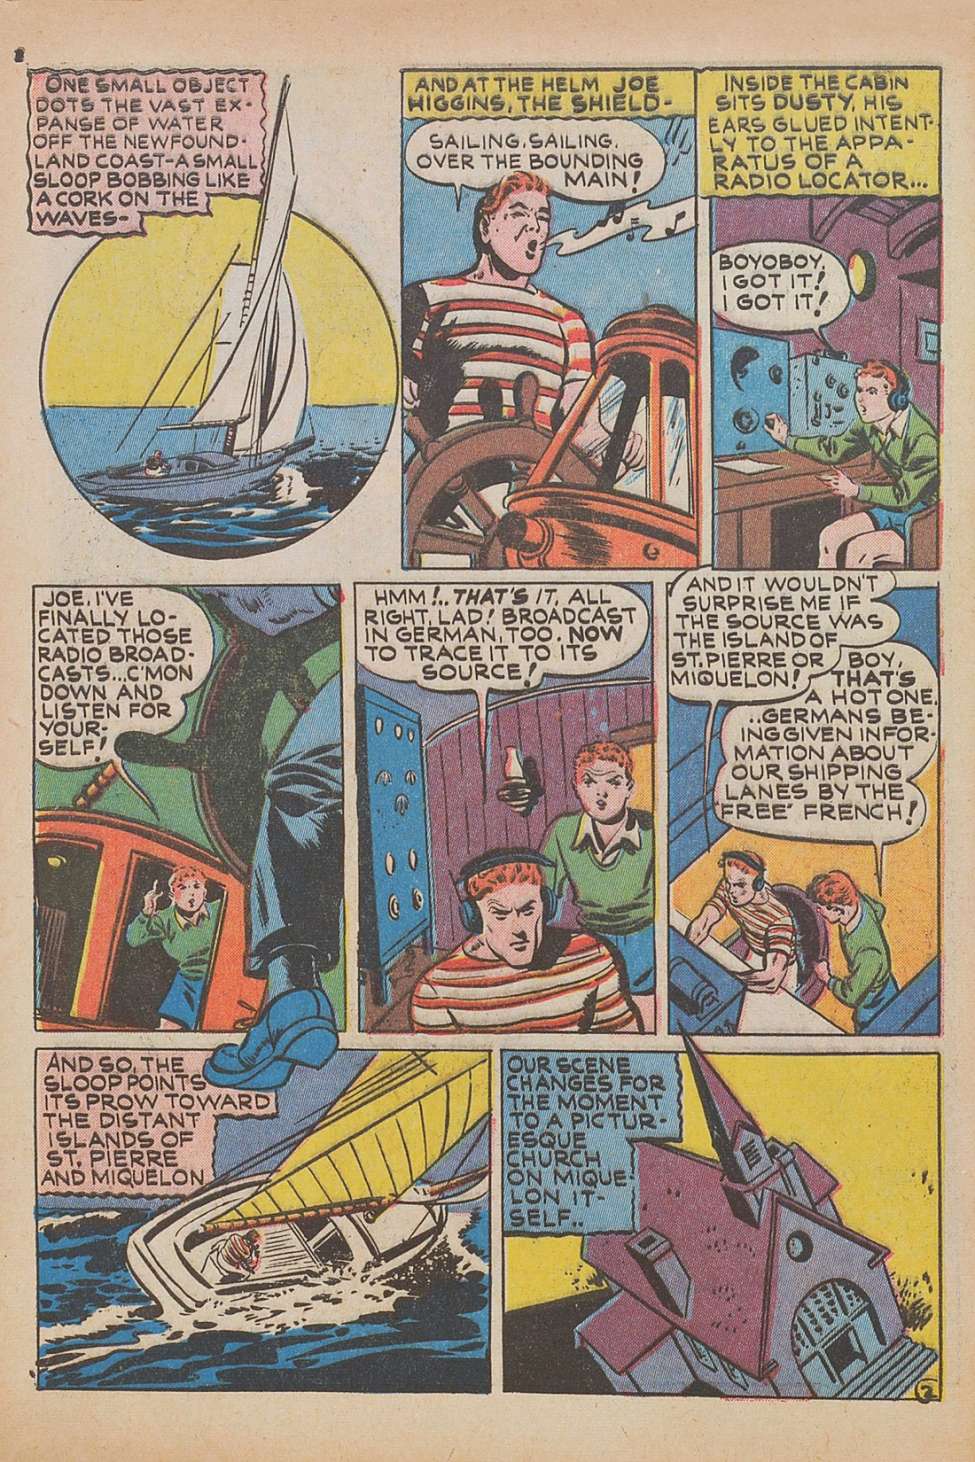 ONE SMALL OBJECT
DOTS THE VAST EX-
PANSE OF WATER
OFF THE NEWFOUND-
LAND COAST-A SMALL
SLOOP BOBBING LIKE
A CORK ON THE
WAVES-
AND AT THE HELM JOE
HIGGINS, THE SHIELD-
SAILING, SAILING,
OVER THE BOUNDING
MAIN!
INSIDE THE CABIN
SITS DUSTY, HIS
EARS GLUED INTENT-
LY TO THE APPA-
RATUS OF A
RADIO LOCATOR...
BOYOBOY,
I GOT IT!
I GOT IT!
JOE, I'VE
FINALLY LO-
CATED THOSE
RADIO BROAD-
CASTS...C'MON
DOWN AND
LISTEN FOR
YOUR-
SELF!
HMM!..THAT'S IT, ALL
RIGHT, LAD! BROADCAST
IN GERMAN, TOO. NOW
TO TRACE IT TO ITS
SOURCE!
AND IT WOULDN'T
SURPRISE ME IF
THE SOURCE WAS
THE ISLAND OF
ST. PIERRE OR
MIQUELON!
BOY,
THAT'S
A HOT ONE.
..GERMANS BE-
ING GIVEN INFOR-
MATION ABOUT
OUR SHIPPING
LANES BY THE
"FREE" FRENCH!
AND SO, THE
SLOOP POINTS
ITS PROW TOWARD
THE DISTANT
ISLANDS OF
ST. PIERRE
AND MIQUELON
OUR SCENE
CHANGES FOR
THE MOMENT
TO A PICTUR-
ESQUE
CHURCH
ON MIQUE-
LON IT-
SELF..
2